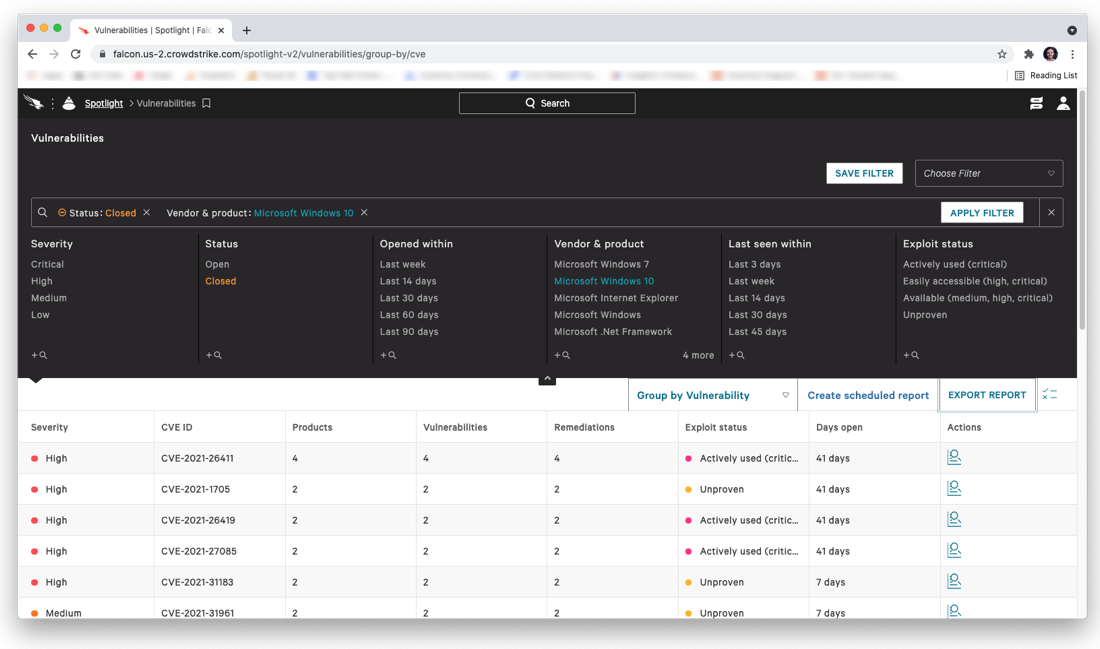 Vulnerabilities | Spotlight | Falc
falcon.us-2.crowdstrike.com/spotlight-v2/vulnerabilities/group-by/cve
Reading List
Spotlight > Vulnerabilities
Search
Vulnerabilities
SAVE FILTER
Choose Filter
Status: Closed
Vendor & product: Microsoft Windows 10
APPLY FILTER
Severity Status Opened within Vendor & product Last seen within Exploit status
Critical Open Last week Microsoft Windows 7 Last 3 days Actively used (critical)
High Closed Last 14 days Microsoft Windows 10 Last week Easily accessible (high, critical)
Medium Last 30 days Microsoft Internet Explorer Last 14 days Available (medium, high, critical)
Low Last 60 days Microsoft Windows Last 30 days Unproven
Last 90 days Microsoft .Net Framework Last 45 days
4 more
Group by Vulnerability Create scheduled report EXPORT REPORT
Severity CVE ID Products Vulnerabilities Remediations Exploit status Days open Actions
High CVE-2021-26411 4 4 4 Actively used (critic... 41 days
High CVE-2021-1705 2 2 2 Unproven 41 days
High CVE-2021-26419 2 2 2 Actively used (critic... 41 days
High CVE-2021-27085 2 2 2 Actively used (critic... 41 days
High CVE-2021-31183 2 2 2 Unproven 7 days
Medium CVE-2021-31961 2 2 2 Unproven 7 days